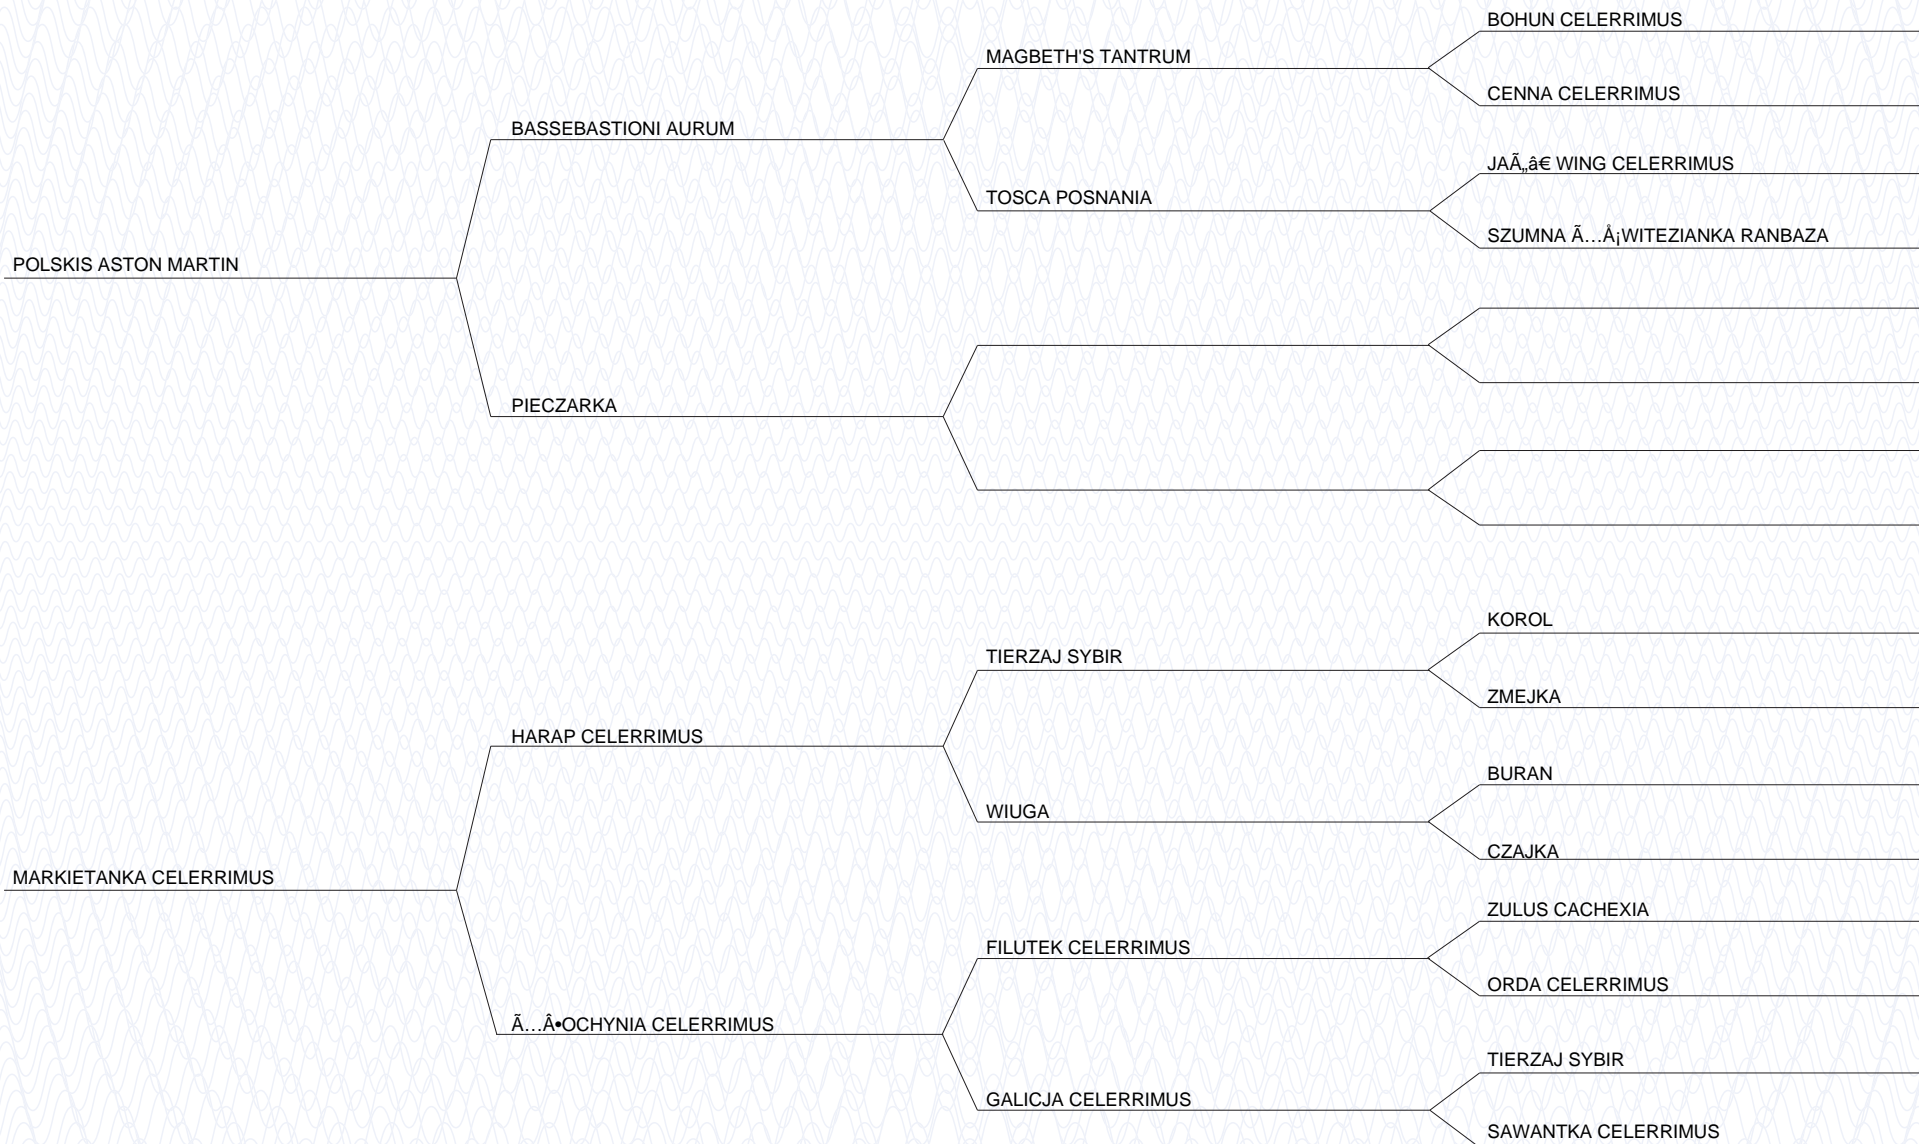 BOHUN CELERRIMUS
MAGBETH'S TANTRUM
CENNA CELERRIMUS
BASSEBASTIONI AURUM
JAÃ„â€ WING CELERRIMUS
TOSCA POSNANIA
SZUMNA Ã…Å¡WITEZIANKA RANBAZA
POLSKIS ASTON MARTIN
PIECZARKA
KOROL
TIERZAJ SYBIR
ZMEJKA
HARAP CELERRIMUS
BURAN
WIUGA
CZAJKA
MARKIETANKA CELERRIMUS
ZULUS CACHEXIA
FILUTEK CELERRIMUS
ORDA CELERRIMUS
Ã…Â•OCHYNIA CELERRIMUS
TIERZAJ SYBIR
GALICJA CELERRIMUS
SAWANTKA CELERRIMUS